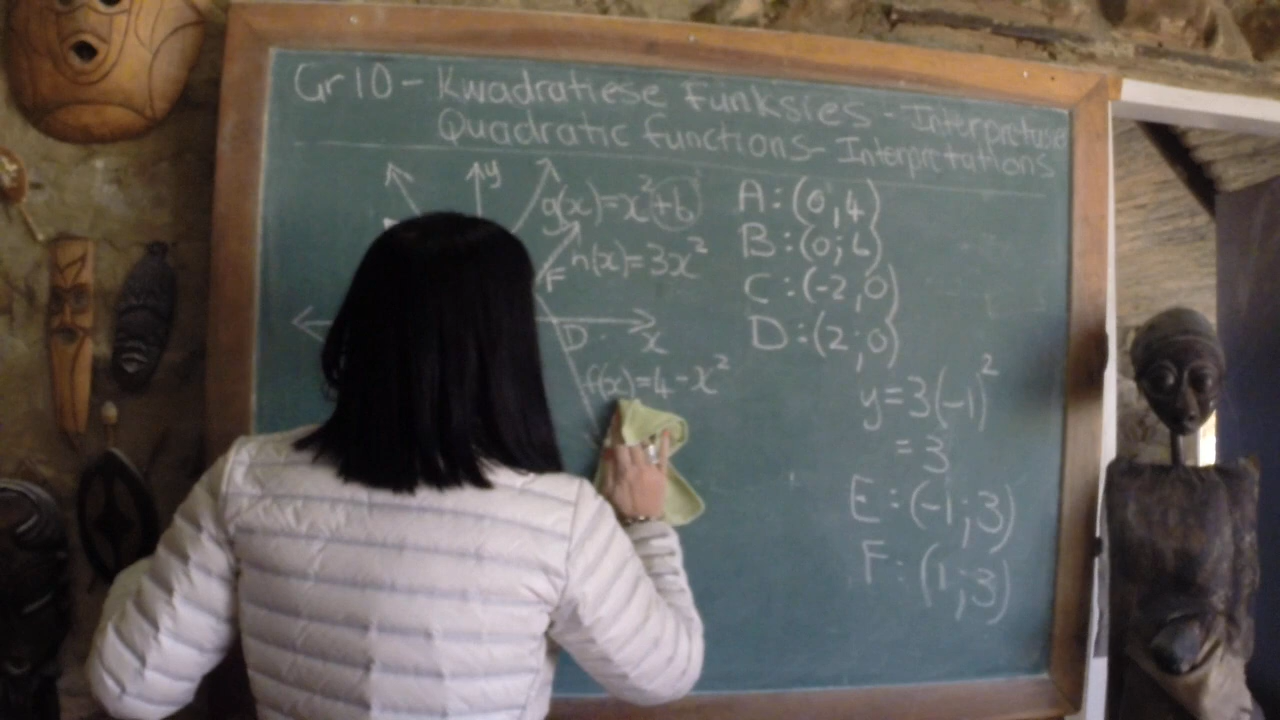 Gr 10 - Kwadratiese Funksies - Interpretasie
Quadratic functions - Interpretations
y
g(x)=x²+6
h(x)=3x²
F
D
x
f(x)=4-x²
A:(0,4)
B:(0;6)
C:(-2,0)
D:(2;0)
y=3(-1)²
=3
E:(-1;3)
F:(1;3)